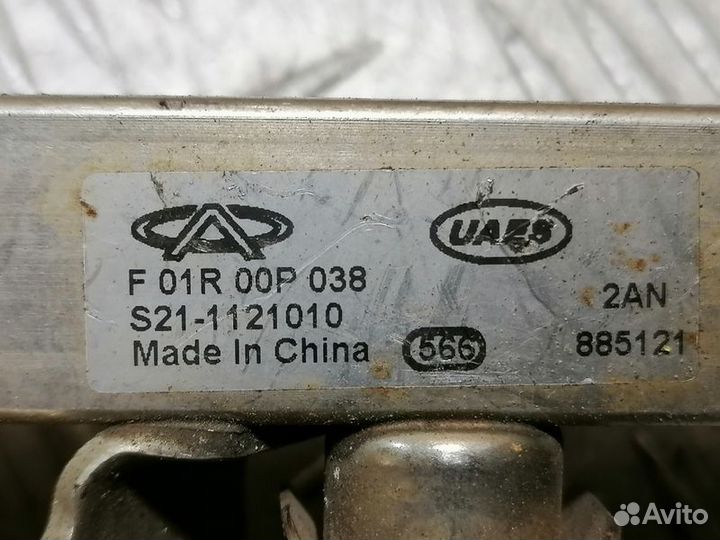 UAES
F 01R 00P 038
2AN
S21-1121010
Made In China
566
885121
Avito